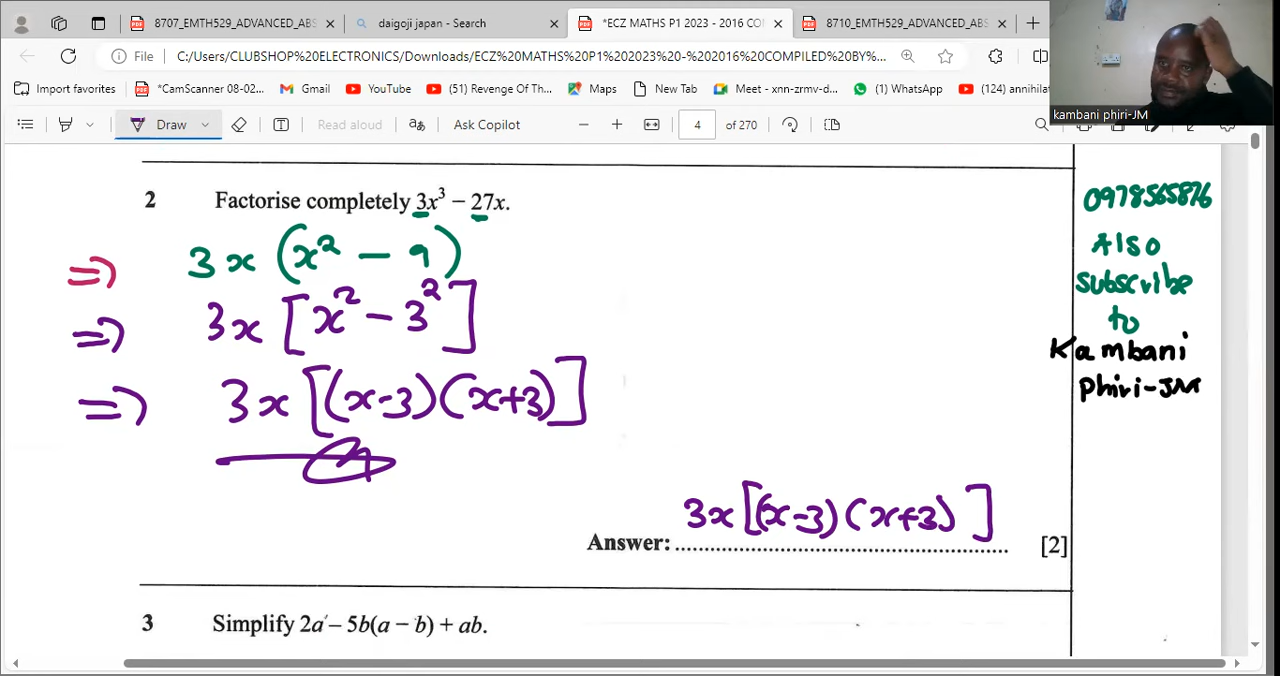 8707_EMTH529_ADVANCED_ABS
daigoji japan - Search
*ECZ MATHS P1 2023 - 2016 CO
8710_EMTH529_ADVANCED_ABS
File
C:/Users/CLUBSHOP%20ELECTRONICS/Downloads/ECZ%20MATHS%20P1%202023%20-%202016%20COMPILED%20BY%...
Import favorites
*CamScanner 08-02...
Gmail
YouTube
(51) Revenge Of Th...
Maps
New Tab
Meet - xnn-zrmv-d...
(1) WhatsApp
(124) annihilat
kambani phiri-JM
Draw
Read aloud
Ask Copilot
4 of 270
2 Factorise completely 3x³ – 27x.
=> 3x (x² - 9)
=> 3x [x² - 3²]
=> 3x [(x-3)(x+3)]
Answer: 3x[(x-3)(x+3)] [2]
3 Simplify 2a – 5b(a – b) + ab.
0978565876
Also
subscribe
to
Kambani
Phiri-JM